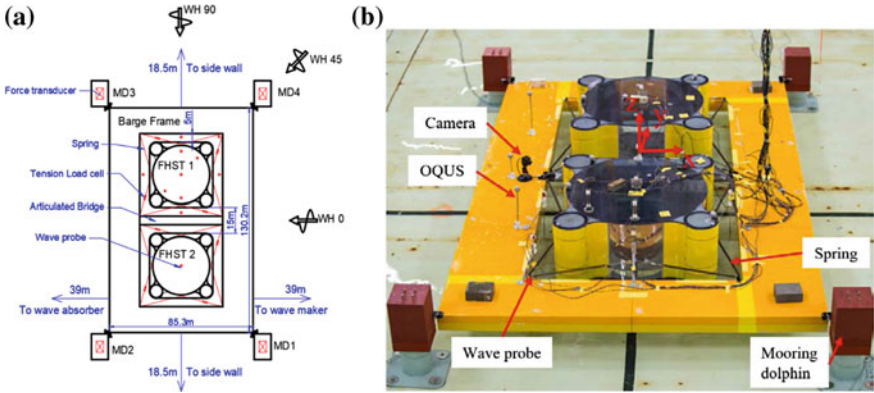 (a)
WH 90
18.5m To side wall
WH 45
Force transducer
MD3
MD4
Barge Frame
5m
Spring
FHST 1
Tension Load cell
Articulated Bridge
15m
130.2m
WH 0
Wave probe
FHST 2
39m
39m
To wave absorber
To wave maker
85.3m
MD2
MD1
18.5m To side wall
(b)
Camera
OQUS
Z
Y
X
Spring
Wave probe
Mooring
dolphin